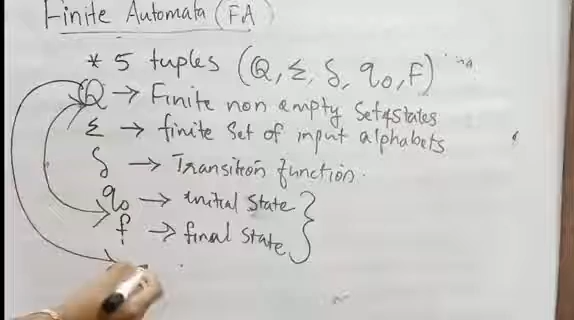 Finite Automata (FA)
* 5 tuples (Q, Σ, δ, q0, F)
Q → Finite non empty Set of States
Σ → finite Set of input alphabets
δ → Transition function.
q0 → initial state
f → final state